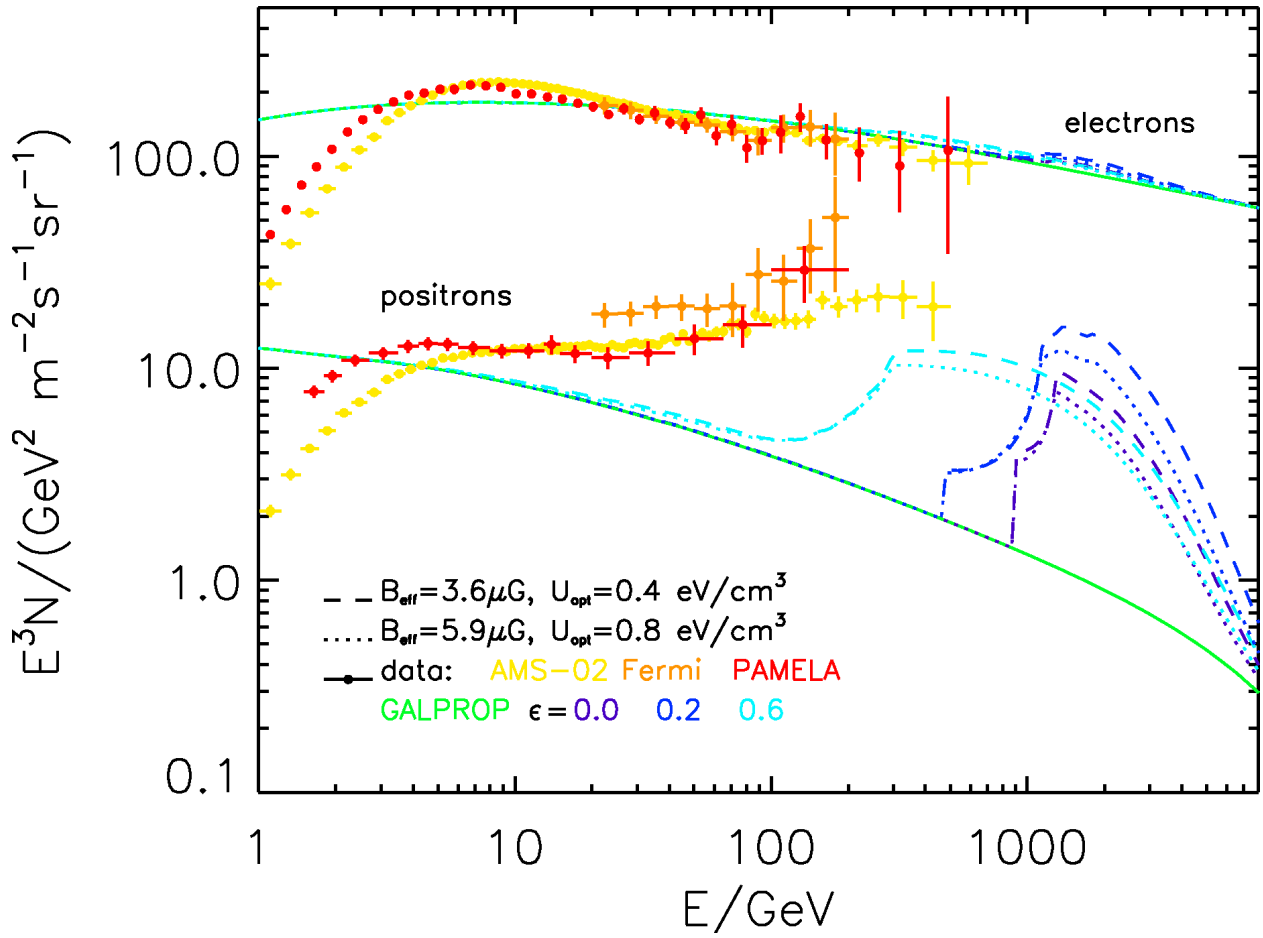 electrons
positrons
B_eff=3.6μG, U_opt=0.4 eV/cm³
B_eff=5.9μG, U_opt=0.8 eV/cm³
data: AMS-02 Fermi PAMELA
GALPROP ε=0.0 0.2 0.6
E³N/(GeV² m⁻²s⁻¹sr⁻¹)
100.0
10.0
1.0
0.1
1 10 100 1000
E/GeV